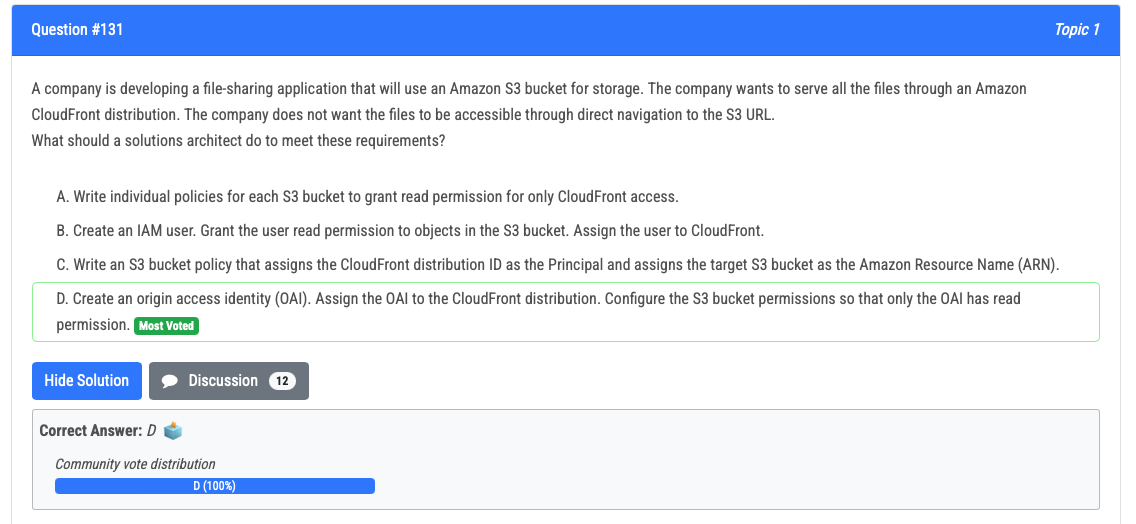 Question #131
Topic 1
A company is developing a file-sharing application that will use an Amazon S3 bucket for storage. The company wants to serve all the files through an Amazon
CloudFront distribution. The company does not want the files to be accessible through direct navigation to the S3 URL.
What should a solutions architect do to meet these requirements?
A. Write individual policies for each S3 bucket to grant read permission for only CloudFront access.
B. Create an IAM user. Grant the user read permission to objects in the S3 bucket. Assign the user to CloudFront.
C. Write an S3 bucket policy that assigns the CloudFront distribution ID as the Principal and assigns the target S3 bucket as the Amazon Resource Name (ARN).
D. Create an origin access identity (OAI). Assign the OAI to the CloudFront distribution. Configure the S3 bucket permissions so that only the OAI has read
permission. Most Voted
Hide Solution
Discussion 12
Correct Answer: D
Community vote distribution
D (100%)